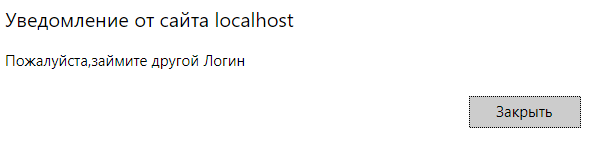 Уведомление от сайта localhost
Пожалуйста,займите другой Логин
Закрыть